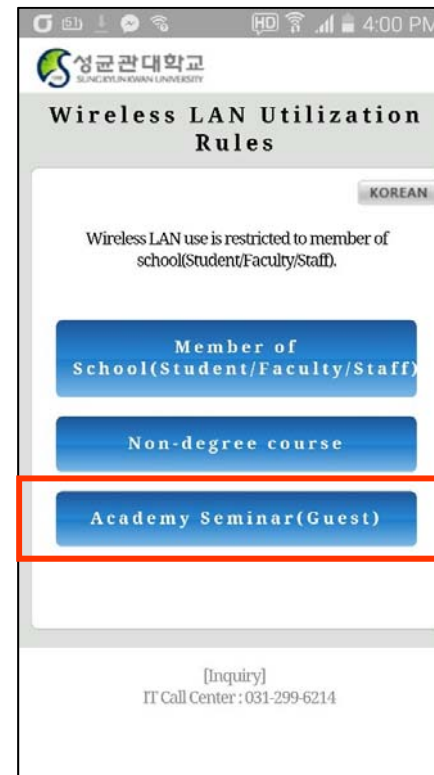 HD 4:00 PM
성균관대학교
SUNGKYUNKWAN UNIVERSITY
Wireless LAN Utilization
Rules
KOREAN
Wireless LAN use is restricted to member of
school(Student/Faculty/Staff).
Member of
School(Student/Faculty/Staff)
Non-degree course
Academy Seminar(Guest)
[Inquiry]
IT Call Center : 031-299-6214